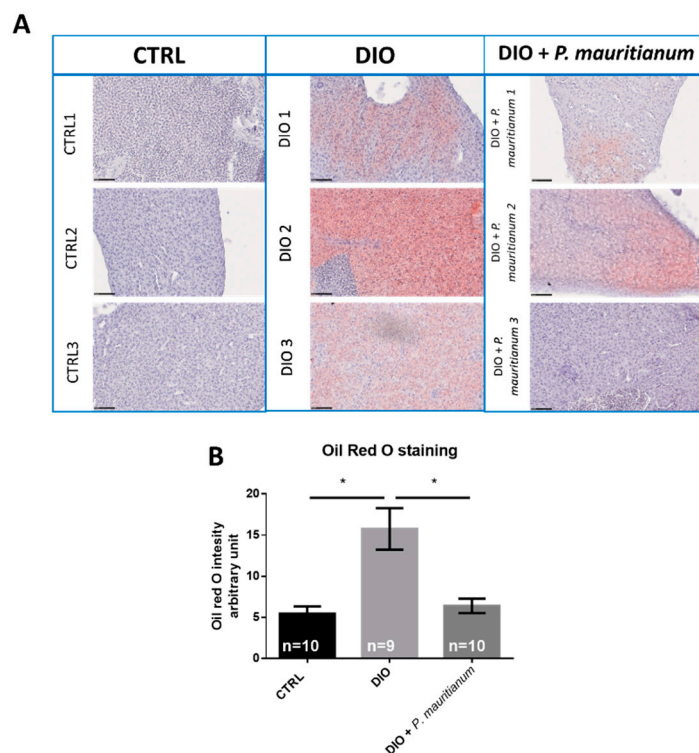 A
CTRL
DIO
DIO + P. mauritianum
CTRL1
DIO 1
DIO + P.
mauritianum 1
CTRL2
DIO 2
DIO + P.
mauritianum 2
CTRL3
DIO 3
DIO + P.
mauritianum 3
B
Oil Red O staining
*
*
Oil red O intesity
arbitrary unit
20
15
10
5
0
n=10
n=9
n=10
CTRL
DIO
DIO + P. mauritianum